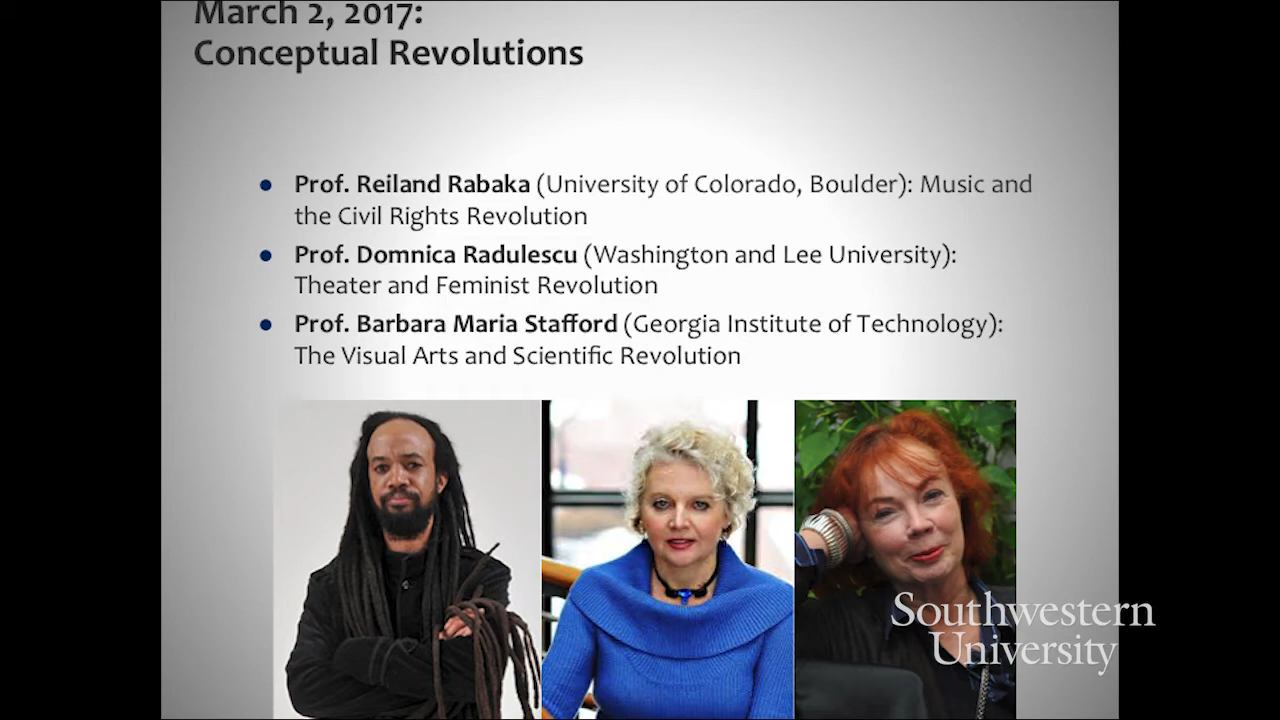 March 2, 2017:
Conceptual Revolutions
● Prof. Reiland Rabaka (University of Colorado, Boulder): Music and
the Civil Rights Revolution
● Prof. Domnica Radulescu (Washington and Lee University):
Theater and Feminist Revolution
● Prof. Barbara Maria Stafford (Georgia Institute of Technology):
The Visual Arts and Scientific Revolution
Southwestern
University